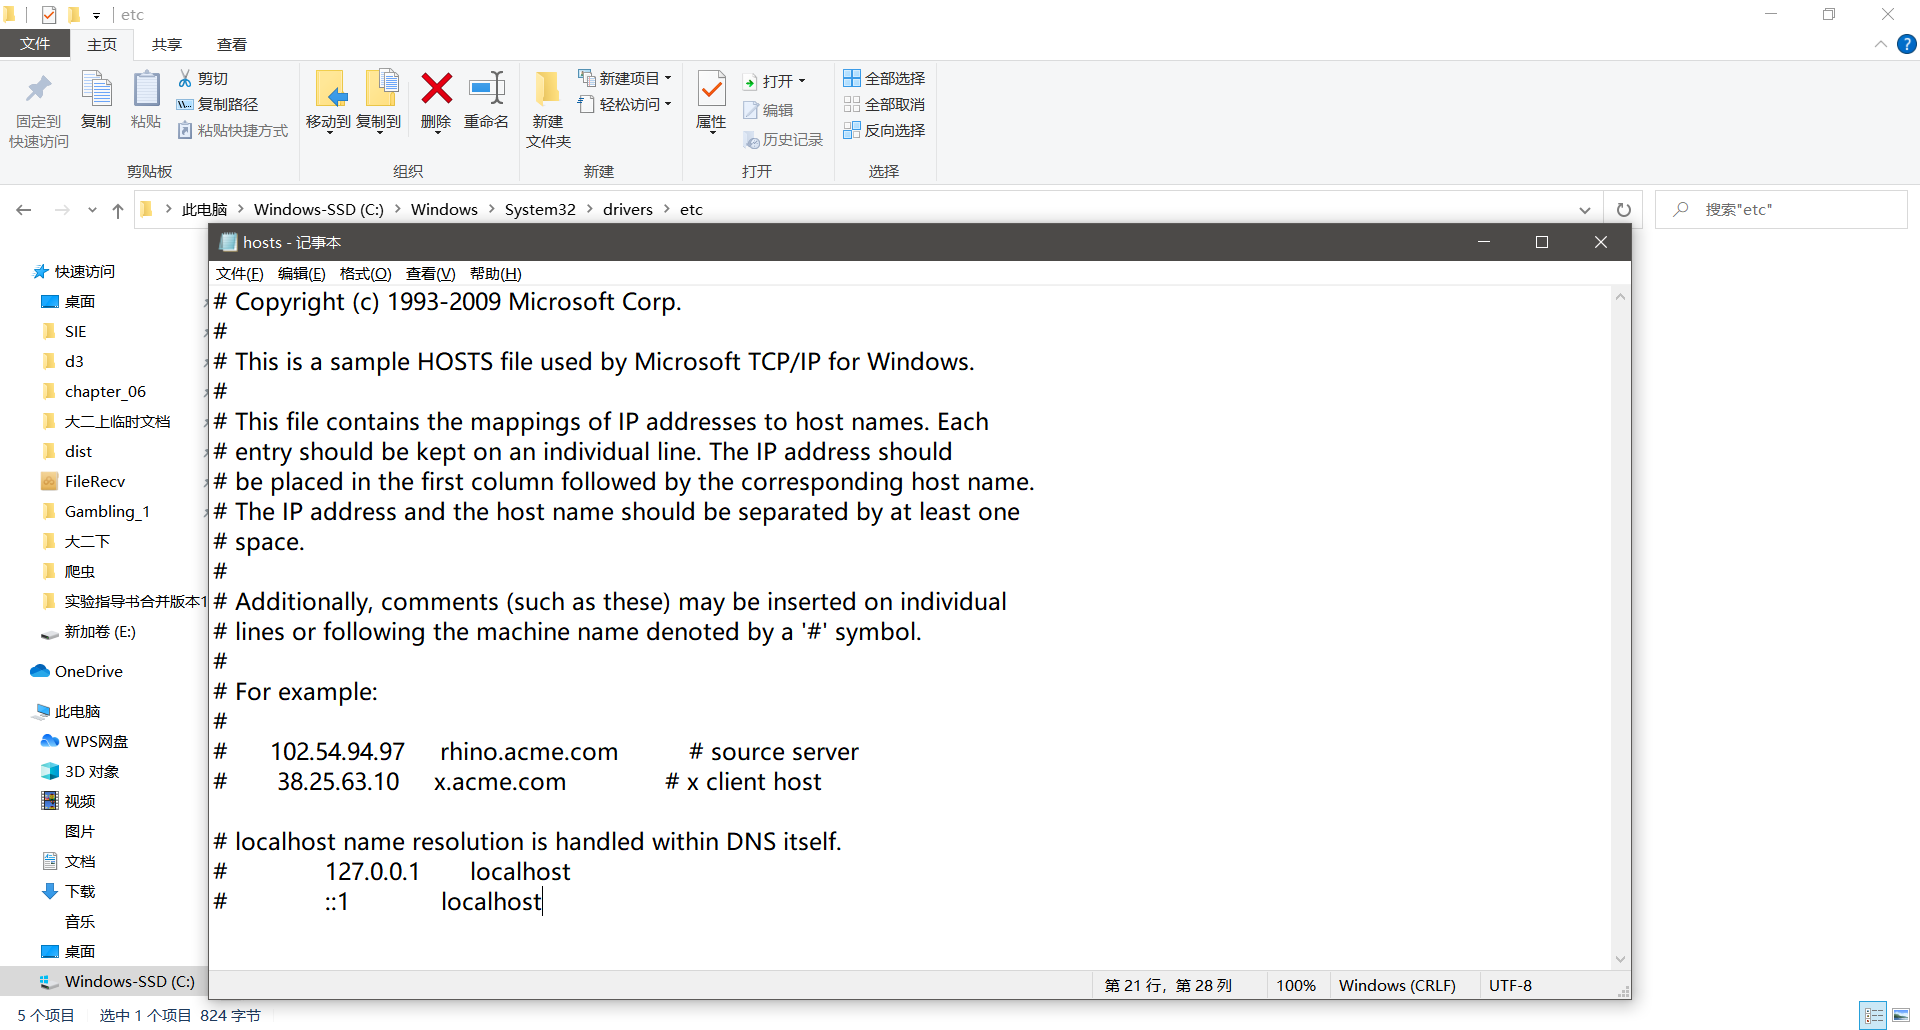 etc
文件 主页 共享 查看
固定到
快速访问
复制
粘贴
剪切
复制路径
粘贴快捷方式
剪贴板
移动到 复制到 删除 重命名
组织
新建
文件夹
新建项目
轻松访问
新建
属性
打开
编辑
历史记录
打开
全部选择
全部取消
反向选择
选择
此电脑 > Windows-SSD (C:) > Windows > System32 > drivers > etc
搜索"etc"
快速访问
桌面
SIE
d3
chapter_06
大二上临时文档
dist
FileRecv
Gambling_1
大二下
爬虫
实验指导书合并版本1
新加卷 (E:)
OneDrive
此电脑
WPS网盘
3D 对象
视频
图片
文档
下载
音乐
桌面
Windows-SSD (C:)
5 个项目 选中 1 个项目 824 字节
hosts - 记事本
文件(F) 编辑(E) 格式(O) 查看(V) 帮助(H)
# Copyright (c) 1993-2009 Microsoft Corp.
#
# This is a sample HOSTS file used by Microsoft TCP/IP for Windows.
#
# This file contains the mappings of IP addresses to host names. Each
# entry should be kept on an individual line. The IP address should
# be placed in the first column followed by the corresponding host name.
# The IP address and the host name should be separated by at least one
# space.
#
# Additionally, comments (such as these) may be inserted on individual
# lines or following the machine name denoted by a '#' symbol.
#
# For example:
#
# 102.54.94.97 rhino.acme.com # source server
# 38.25.63.10 x.acme.com # x client host
# localhost name resolution is handled within DNS itself.
# 127.0.0.1 localhost
# ::1 localhost
第 21 行，第 28 列 100% Windows (CRLF) UTF-8